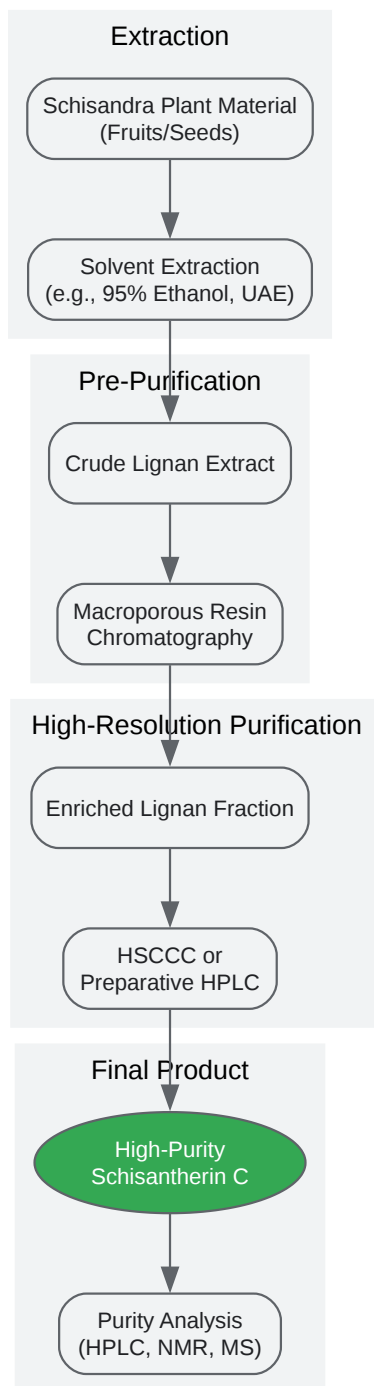 Extraction
Schisandra Plant Material
(Fruits/Seeds)
Solvent Extraction
(e.g., 95% Ethanol, UAE)
Pre-Purification
Crude Lignan Extract
Macroporous Resin
Chromatography
High-Resolution Purification
Enriched Lignan Fraction
HSCCC or
Preparative HPLC
Final Product
High-Purity
Schisantherin C
Purity Analysis
(HPLC, NMR, MS)